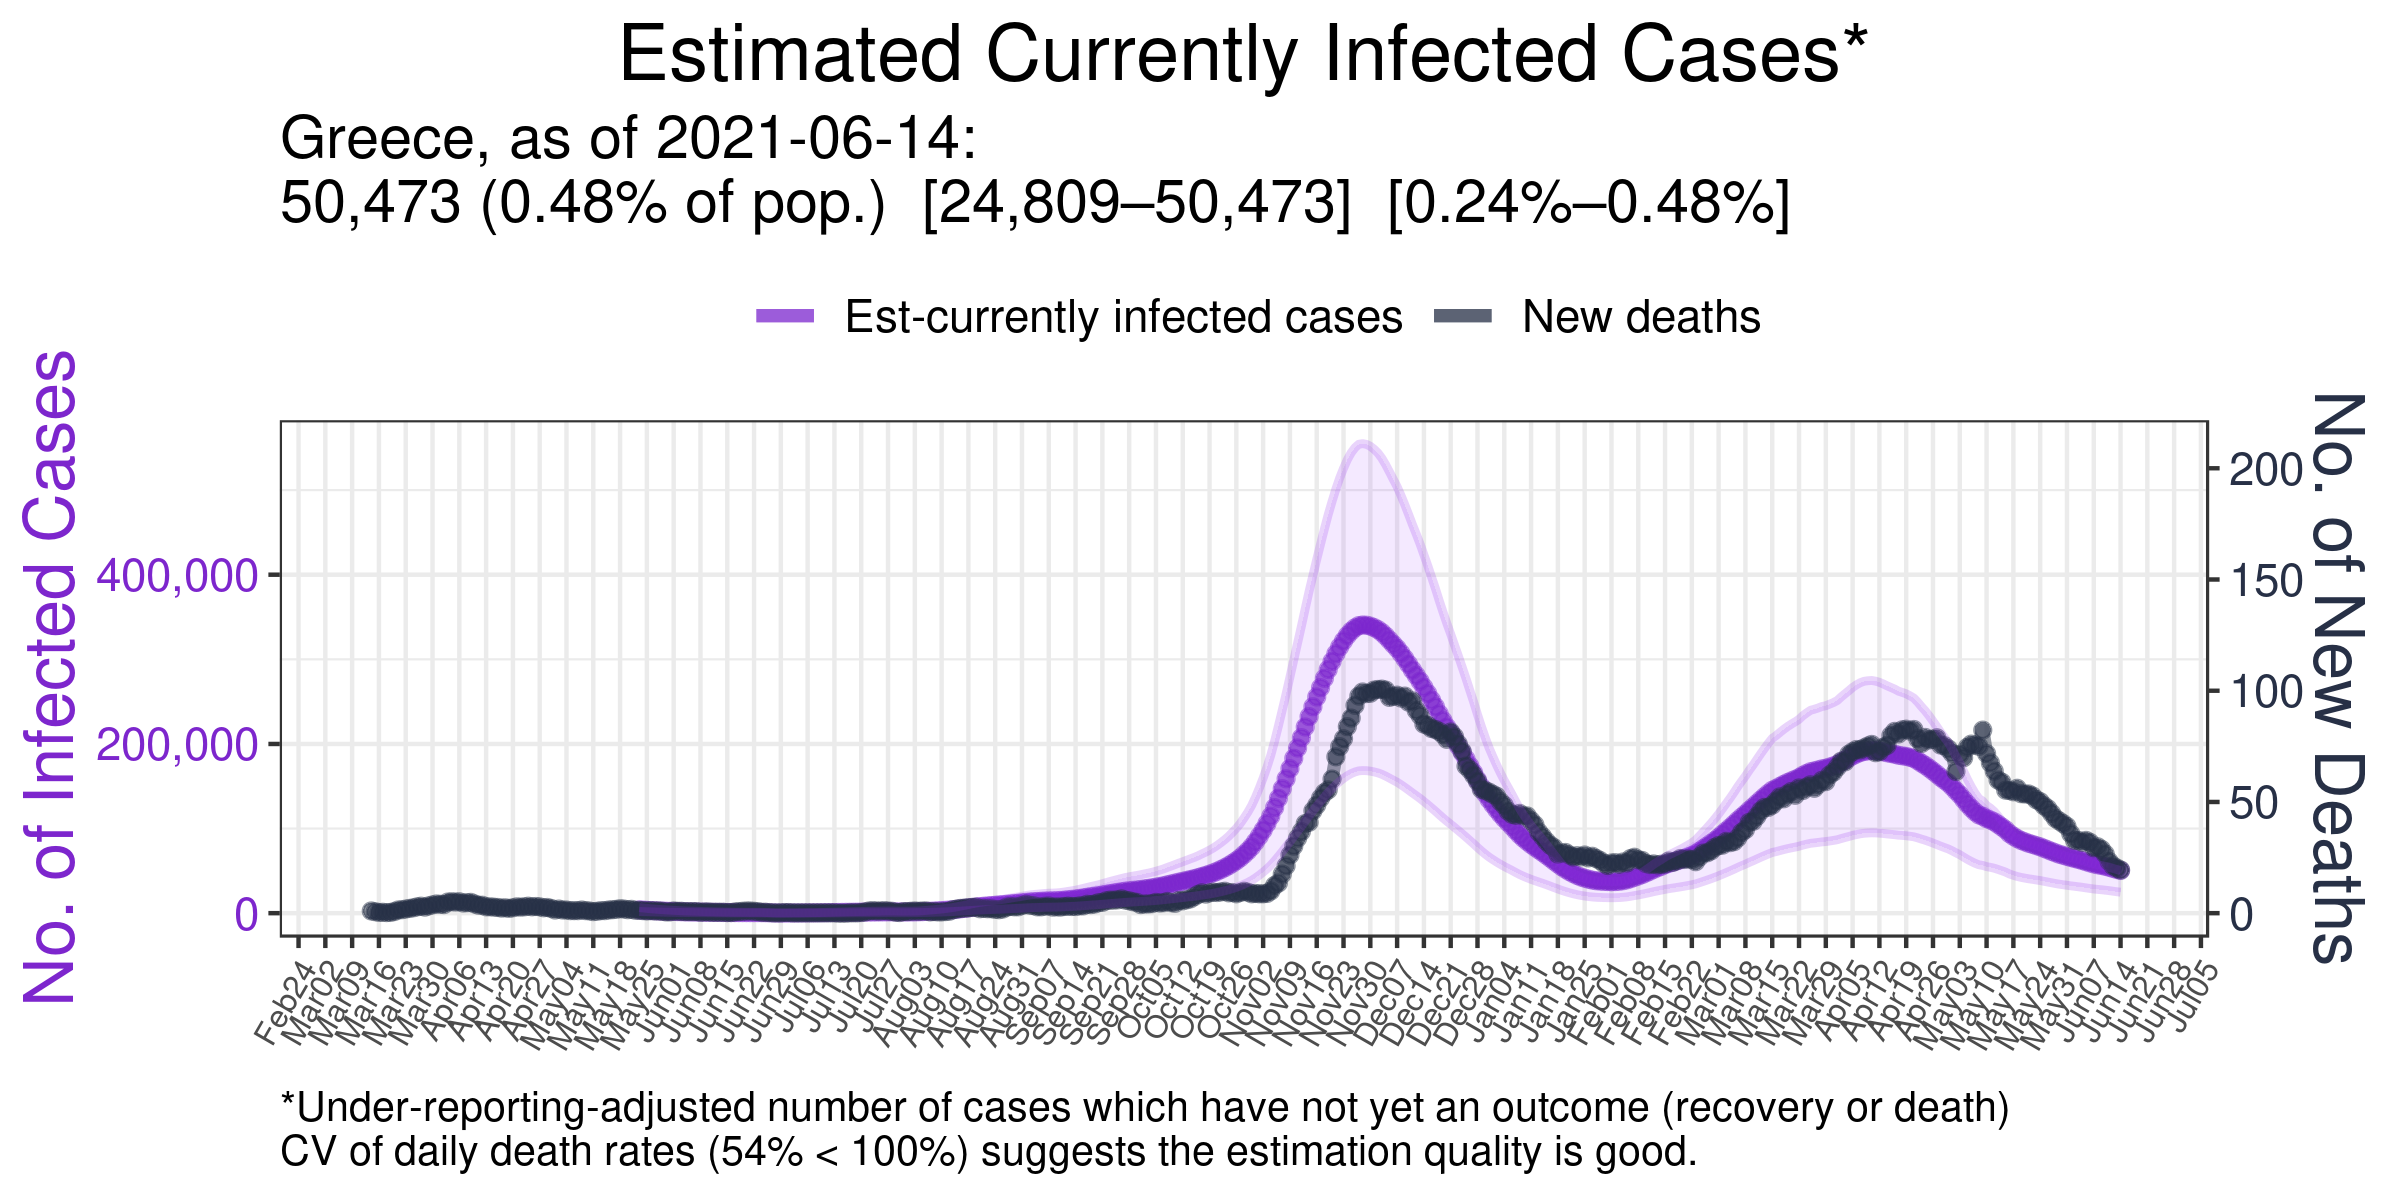 Estimated Currently Infected Cases*
Greece, as of 2021-06-14:
50,473 (0.48% of pop.) [24,809–50,473] [0.24%–0.48%]
Est-currently infected cases
New deaths
No. of Infected Cases
400,000
200,000
0
No. of New Deaths
200
150
100
50
0
Feb24
Mar02
Mar09
Mar16
Mar23
Mar30
Apr06
Apr13
Apr20
Apr27
May04
May11
May18
May25
Jun01
Jun08
Jun15
Jun22
Jun29
Jul06
Jul13
Jul20
Jul27
Aug03
Aug10
Aug17
Aug24
Aug31
Sep07
Sep14
Sep21
Sep28
Oct05
Oct12
Oct19
Oct26
Nov02
Nov09
Nov16
Nov23
Nov30
Dec07
Dec14
Dec21
Dec28
Jan04
Jan11
Jan18
Jan25
Feb01
Feb08
Feb15
Feb22
Mar01
Mar08
Mar15
Mar22
Mar29
Apr05
Apr12
Apr19
Apr26
May03
May10
May17
May24
May31
Jun07
Jun14
Jun21
Jun28
Jul05
*Under-reporting-adjusted number of cases which have not yet an outcome (recovery or death)
CV of daily death rates (54% < 100%) suggests the estimation quality is good.